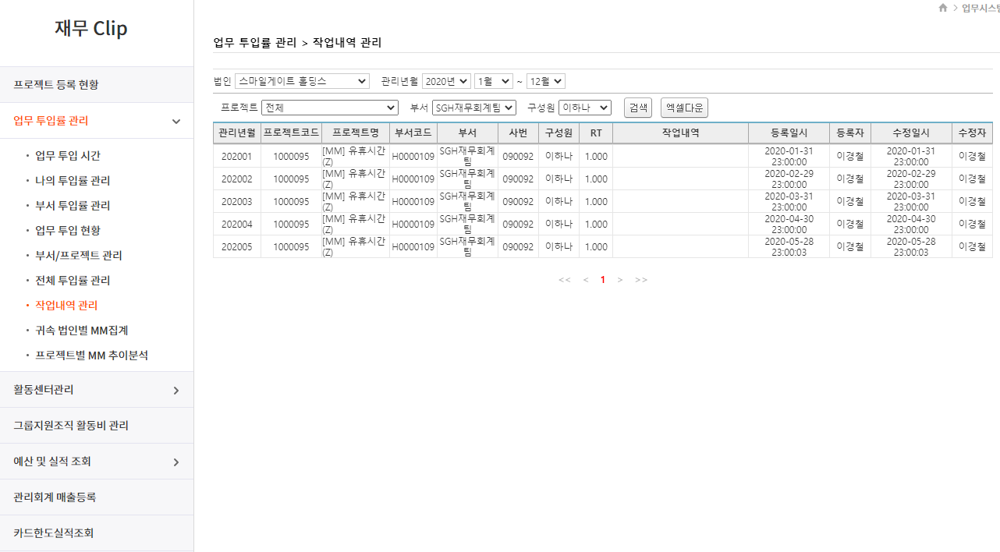 재무 Clip
프로젝트 등록 현황
업무 투입률 관리
· 업무 투입 시간
· 나의 투입률 관리
· 부서 투입률 관리
· 업무 투입 현황
· 부서/프로젝트 관리
· 전체 투입률 관리
· 작업내역 관리
· 귀속 법인별 MM집계
· 프로젝트별 MM 추이분석
활동센터관리
그룹지원조직 활동비 관리
예산 및 실적 조회
관리회계 매출등록
카드한도실적조회
> 업무시스템
업무 투입률 관리 > 작업내역 관리
법인 스마일게이트 홀딩스 관리년월 2020년 1월 ~ 12월
프로젝트 전체 부서 SGH재무회계팀 구성원 이하나 검색 엑셀다운
관리년월 프로젝트코드 프로젝트명 부서코드 부서 사번 구성원 RT 작업내역 등록일시 등록자 수정일시 수정자
202001 1000095 [MM] 유휴시간(Z) H0000109 SGH재무회계팀 090092 이하나 1.000 2020-01-31 23:00:00 이경철 2020-01-31 23:00:00 이경철
202002 1000095 [MM] 유휴시간(Z) H0000109 SGH재무회계팀 090092 이하나 1.000 2020-02-29 23:00:00 이경철 2020-02-29 23:00:00 이경철
202003 1000095 [MM] 유휴시간(Z) H0000109 SGH재무회계팀 090092 이하나 1.000 2020-03-31 23:00:00 이경철 2020-03-31 23:00:00 이경철
202004 1000095 [MM] 유휴시간(Z) H0000109 SGH재무회계팀 090092 이하나 1.000 2020-04-30 23:00:00 이경철 2020-04-30 23:00:00 이경철
202005 1000095 [MM] 유휴시간(Z) H0000109 SGH재무회계팀 090092 이하나 1.000 2020-05-28 23:00:03 이경철 2020-05-28 23:00:03 이경철
<< < 1 > >>